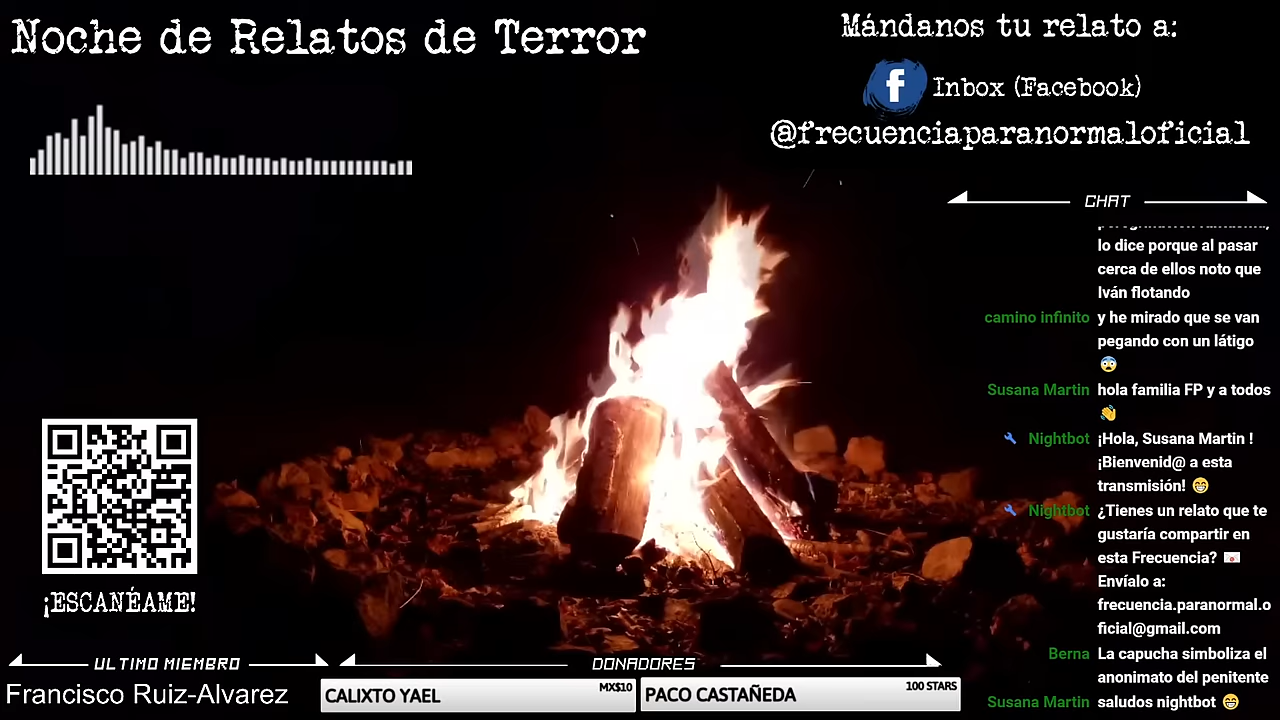 Noche de Relatos de Terror
Mándanos tu relato a:
f Inbox (Facebook)
@frecuenciaparanormaloficial
CHAT
lo dice porque al pasar
cerca de ellos noto que
Iván flotando
camino infinito y he mirado que se van
pegando con un látigo
😨
Susana Martin hola familia FP y a todos
👏
Nightbot ¡Hola, Susana Martin !
¡Bienvenid@ a esta
transmisión! 😁
Nightbot ¿Tienes un relato que te
gustaría compartir en
esta Frecuencia? 💌
Envíalo a:
frecuencia.paranormal.o
ficial@gmail.com
Berna La capucha simboliza el
anonimato del penitente
Susana Martin saludos nightbot 😁
¡ESCANÉAME!
ULTIMO MIEMBRO
Francisco Ruiz-Alvarez
DONADORES
CALIXTO YAEL MX$10
PACO CASTAÑEDA 100 STARS